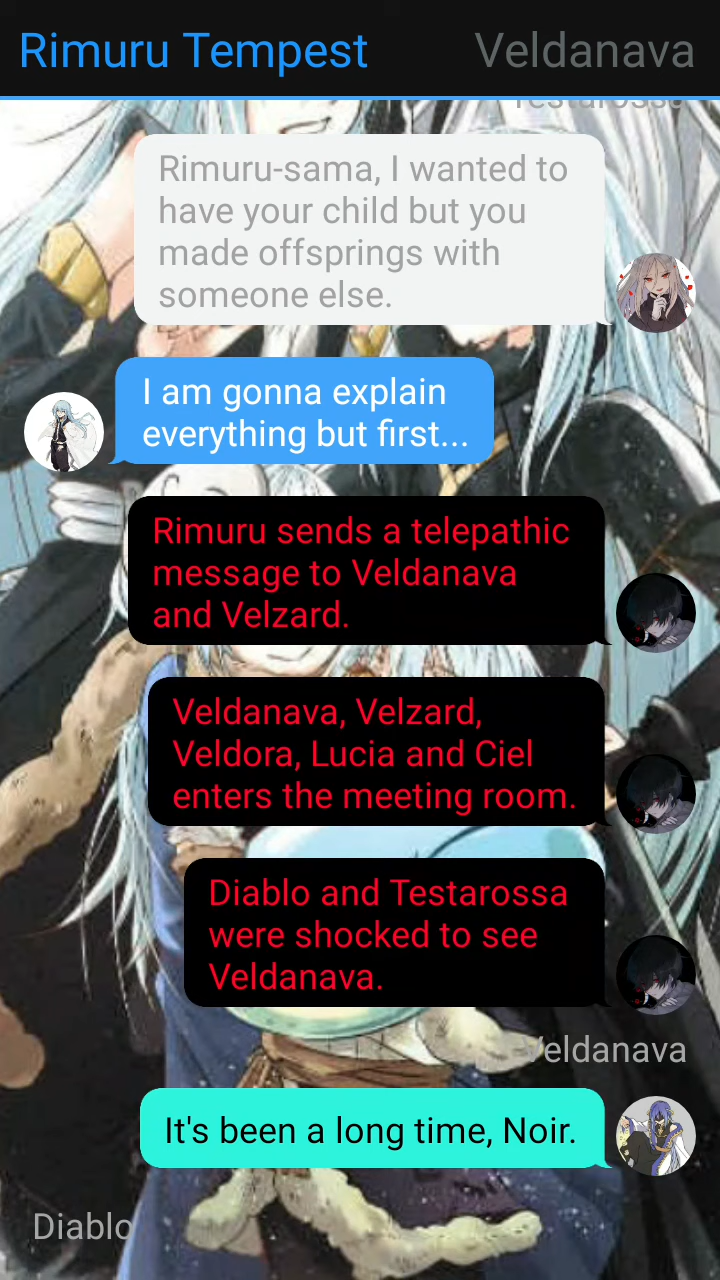 Rimuru Tempest Veldanava
Testarossa
Rimuru-sama, I wanted to
have your child but you
made offsprings with
someone else.
I am gonna explain
everything but first...
Rimuru sends a telepathic
message to Veldanava
and Velzard.
Veldanava, Velzard,
Veldora, Lucia and Ciel
enters the meeting room.
Diablo and Testarossa
were shocked to see
Veldanava.
Veldanava
It's been a long time, Noir.
Diablo